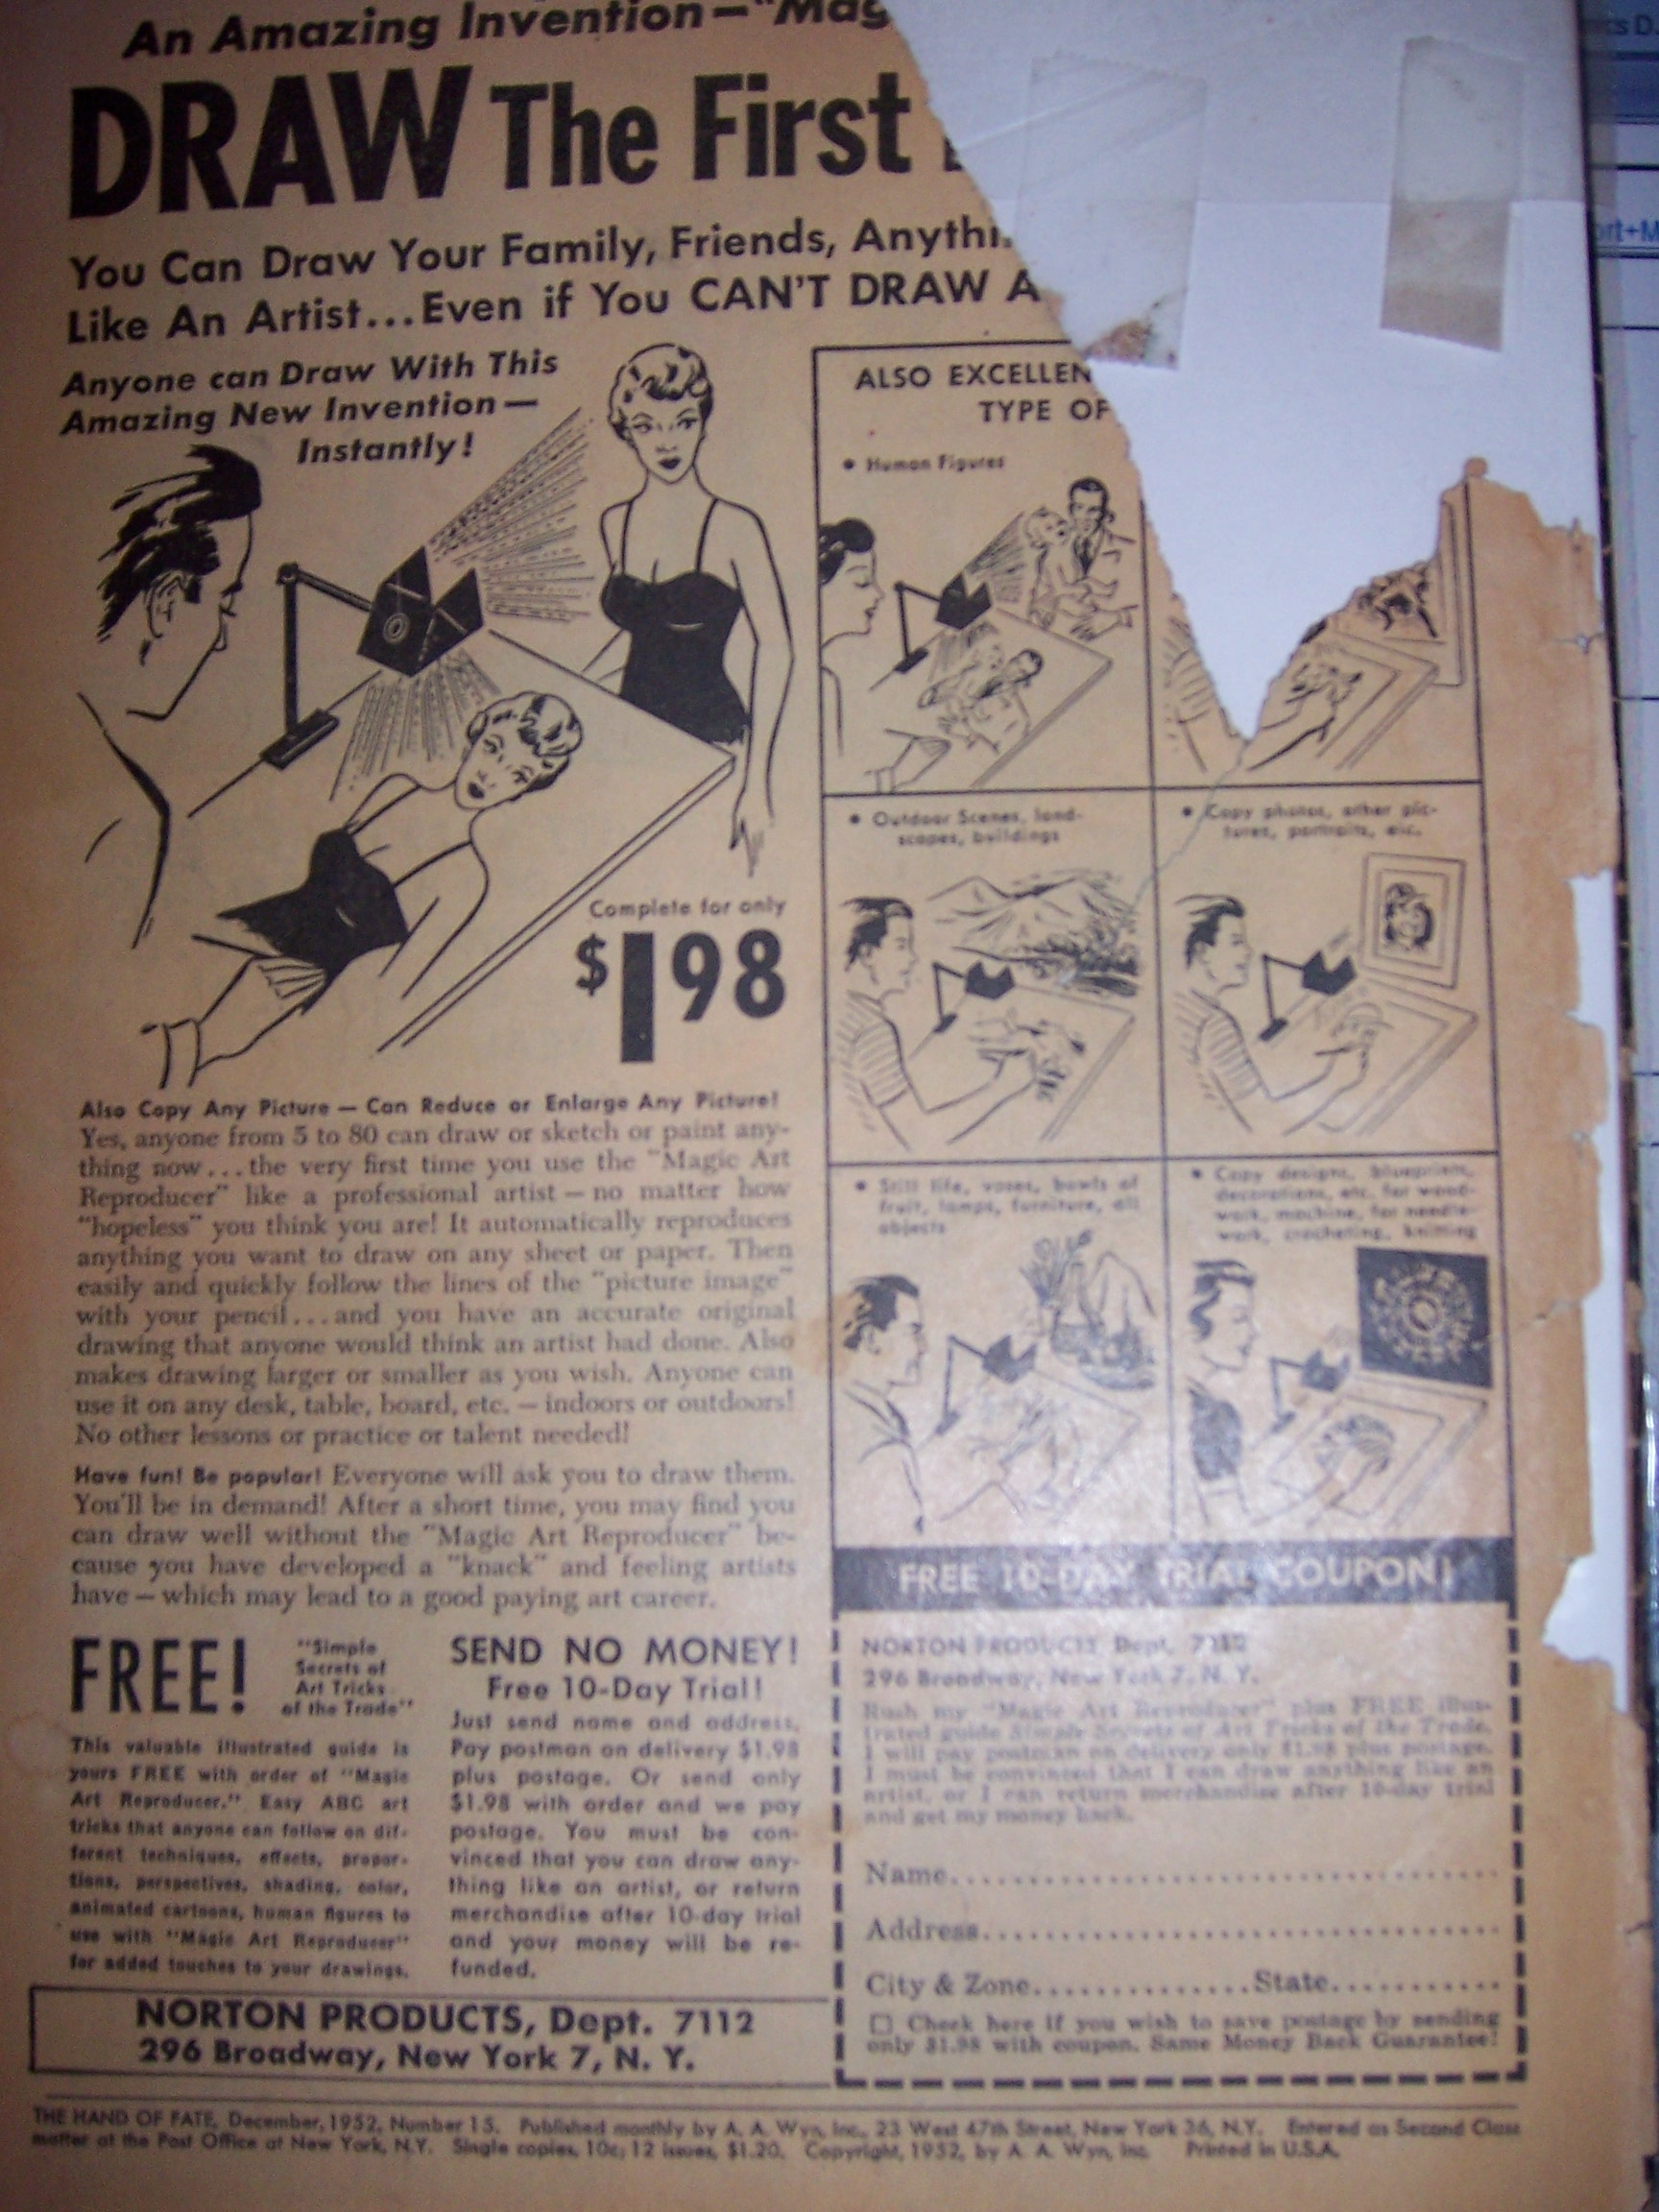 An Amazing Invention—"Mag
DRAW The First
You Can Draw Your Family, Friends, Anythi
Like An Artist...Even if You CAN'T DRAW A
Anyone can Draw With This
Amazing New Invention—
Instantly!
Complete for only
$198
Also Copy Any Picture — Can Reduce or Enlarge Any Picture!
Yes, anyone from 5 to 80 can draw or sketch or paint any-
thing now...the very first time you use the "Magic Art
Reproducer" like a professional artist — no matter how
"hopeless" you think you are! It automatically reproduces
anything you want to draw on any sheet or paper. Then
easily and quickly follow the lines of the "picture image"
with your pencil...and you have an accurate original
drawing that anyone would think an artist had done. Also
makes drawing larger or smaller as you wish. Anyone can
use it on any desk, table, board, etc. — indoors or outdoors!
No other lessons or practice or talent needed!
Have fun! Be popular! Everyone will ask you to draw them.
You'll be in demand! After a short time, you may find you
can draw well without the "Magic Art Reproducer" be-
cause you have developed a "knack" and feeling artists
have — which may lead to a good paying art career.
FREE!
"Simple
Secrets of
Art Tricks
of the Trade"
This valuable illustrated guide is
yours FREE with order of "Magic
Art Reproducer." Easy ABC art
tricks that anyone can follow on dif-
ferent techniques, effects, propor-
tions, perspectives, shading, color,
animated cartoons, human figures to
use with "Magic Art Reproducer"
for added touches to your drawings.
SEND NO MONEY!
Free 10-Day Trial!
Just send name and address.
Pay postman on delivery $1.98
plus postage. Or send only
$1.98 with order and we pay
postage. You must be con-
vinced that you can draw any-
thing like an artist, or return
merchandise after 10-day trial
and your money will be re-
funded.
NORTON PRODUCTS, Dept. 7112
296 Broadway, New York 7, N. Y.
ALSO EXCELLEN
TYPE OF
• Human Figures
• Outdoor Scenes, land-
scapes, buildings
• Copy photos, other pic-
tures, portraits, etc.
• Still life, vases, bowls of
fruit, lamps, furniture, all
objects
• Copy designs, blueprints,
decorations, etc. for wood-
work, machine, for needle-
work, crocheting, knitting
FREE 10-DAY TRIAL COUPON!
NORTON PRODUCTS Dept. 7112
296 Broadway, New York 7, N. Y.
Rush my "Magic Art Reproducer" plus FREE illus-
trated guide Simple Secrets of Art Tricks of the Trade.
I will pay postman on delivery only $1.98 plus postage.
I must be convinced that I can draw anything like an
artist, or I can return merchandise after 10-day trial
and get my money back.
Name
Address
City & Zone State
Check here if you wish to save postage by sending
only $1.98 with coupon. Same Money Back Guarantee!
THE HAND OF FATE, December, 1952, Number 15. Published monthly by A. A. Wyn, Inc., 23 West 47th Street, New York 36, N.Y. Entered as Second Class
matter at the Post Office at New York, N.Y. Single copies, 10c; 12 issues, $1.20. Copyright, 1952, by A. A. Wyn, Inc. Printed in U.S.A.